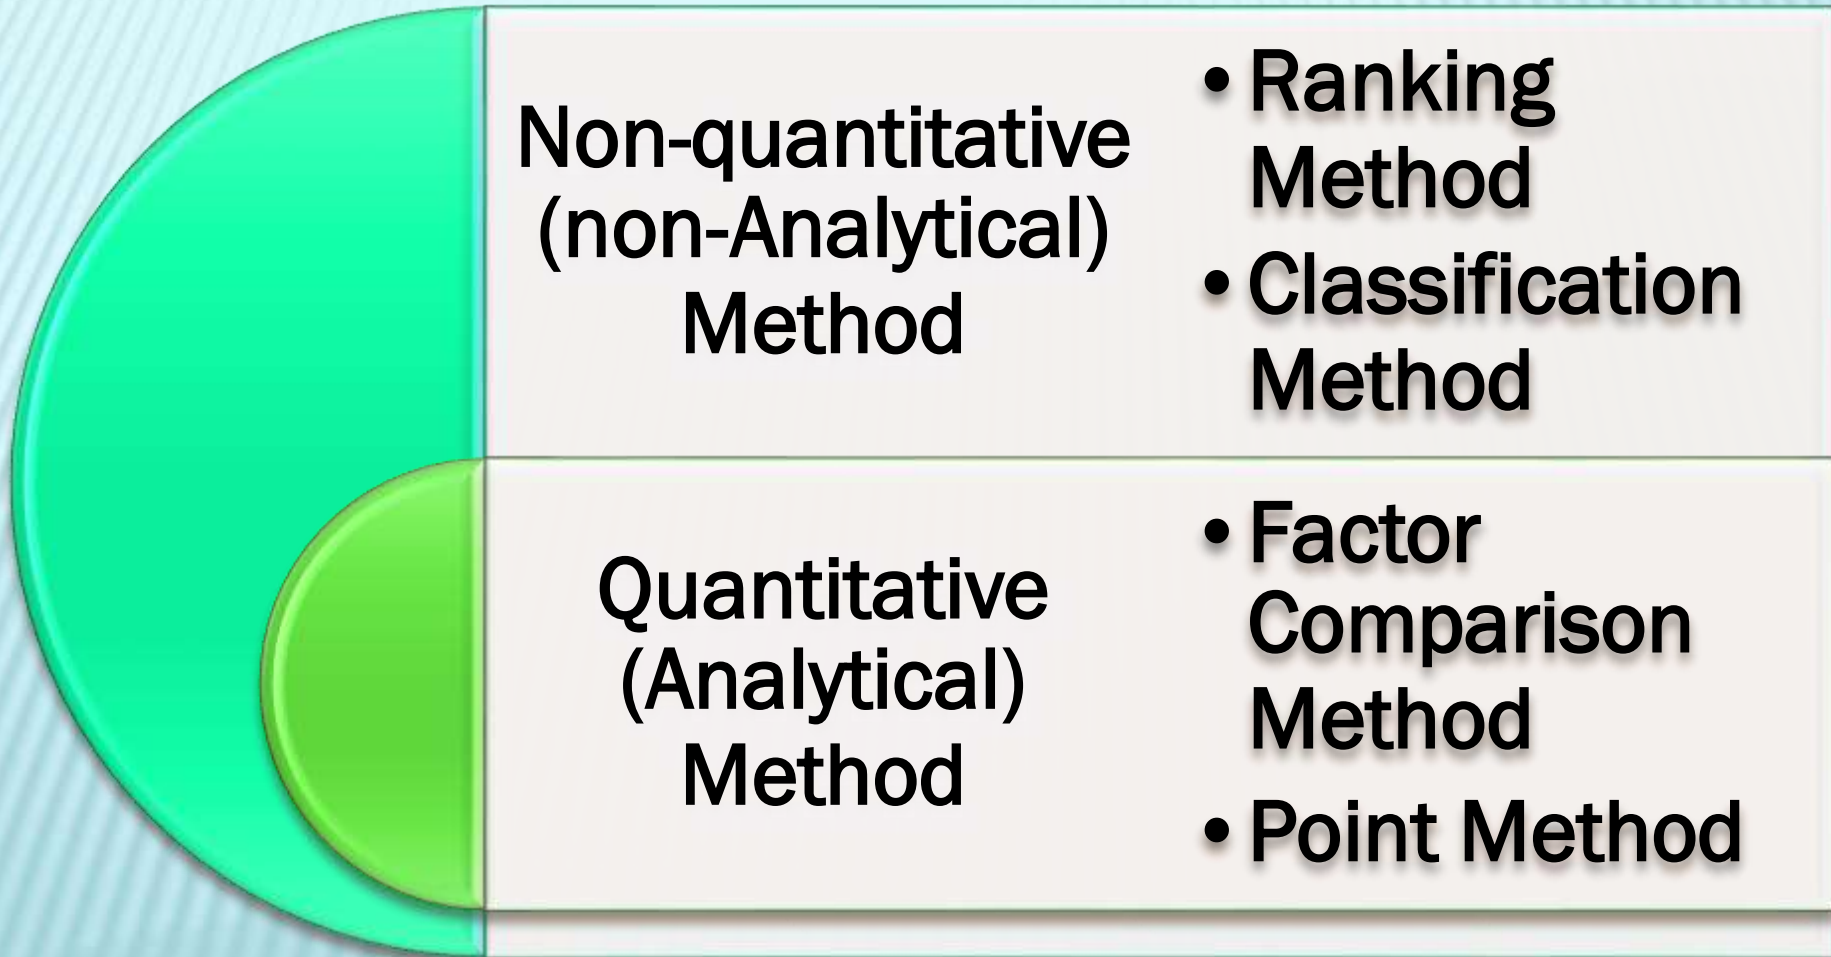 Non-quantitative
(non-Analytical)
Method
• Ranking
Method
• Classification
Method
Quantitative
(Analytical)
Method
• Factor
Comparison
Method
• Point Method